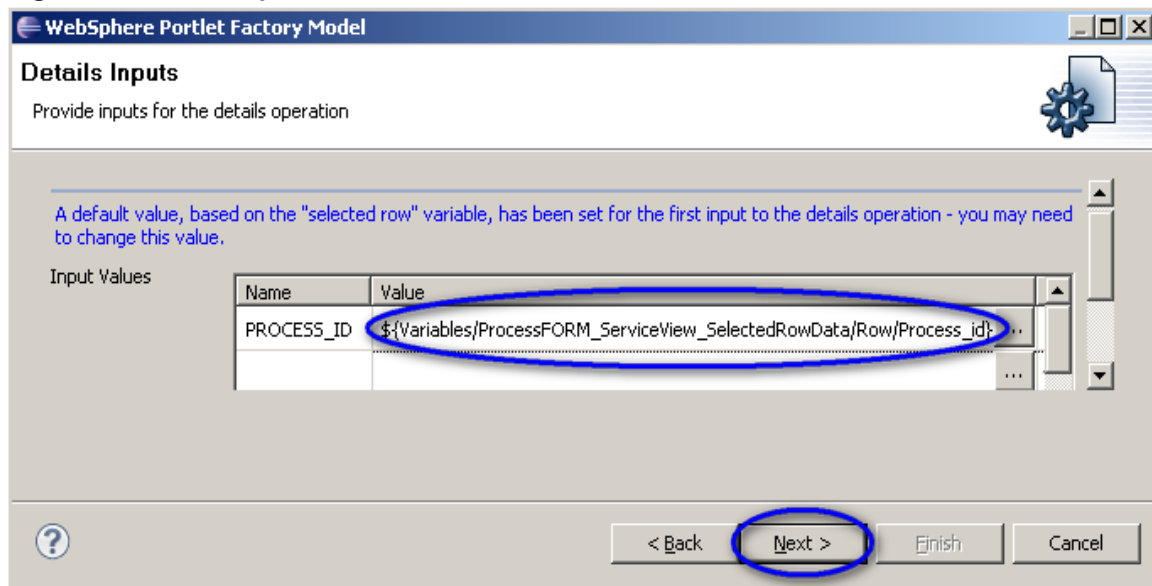 WebSphere Portlet Factory Model
Details Inputs
Provide inputs for the details operation
A default value, based on the "selected row" variable, has been set for the first input to the details operation - you may need
to change this value.
Input Values
Name Value
PROCESS_ID ${Variables/ProcessFORM_ServiceView_SelectedRowData/Row/Process_id} ...
...
< Back Next > Finish Cancel